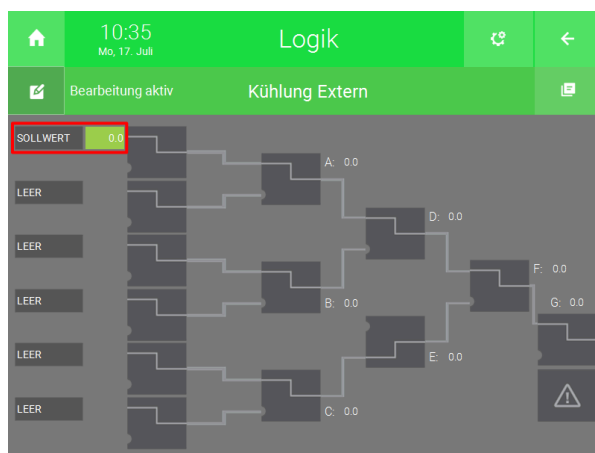 10:35
Mo, 17. Juli
Logik
Bearbeitung aktiv
Kühlung Extern
SOLLWERT 0.0
A: 0.0
LEER
D: 0.0
LEER
F: 0.0
LEER
B: 0.0
G: 0.0
LEER
E: 0.0
LEER
C: 0.0